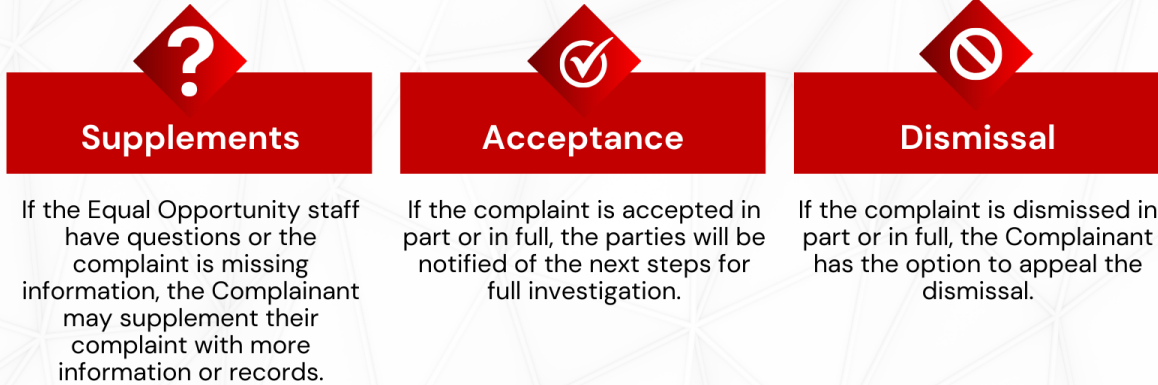 Supplements
If the Equal Opportunity staff
have questions or the
complaint is missing
information, the Complainant
may supplement their
complaint with more
information or records.
Acceptance
If the complaint is accepted in
part or in full, the parties will be
notified of the next steps for
full investigation.
Dismissal
If the complaint is dismissed in
part or in full, the Complainant
has the option to appeal the
dismissal.